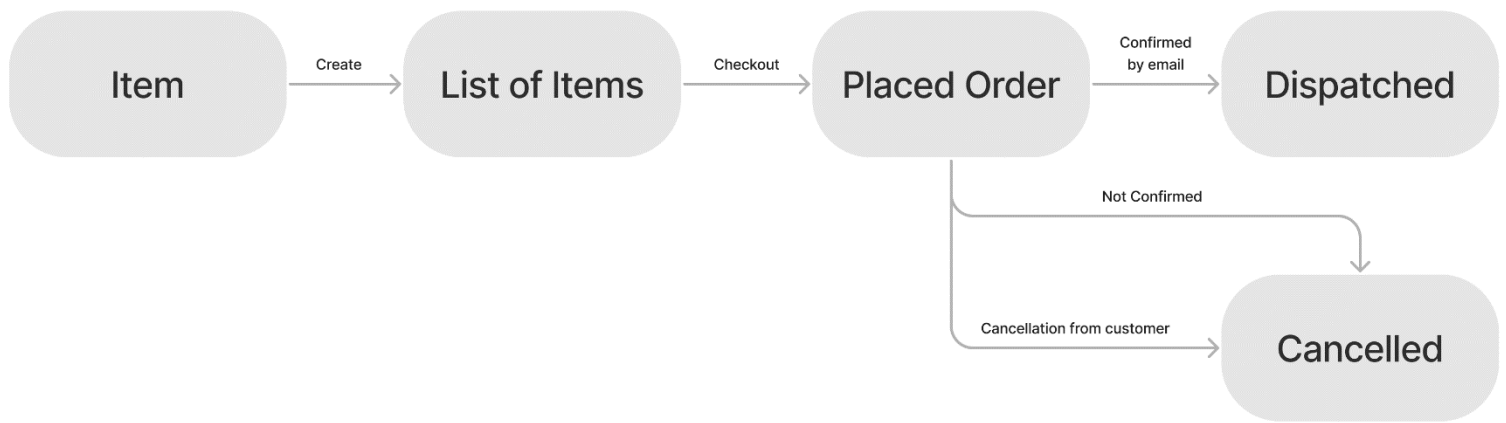 Item
Create
List of Items
Checkout
Placed Order
Confirmed
by email
Dispatched
Not Confirmed
Cancellation from customer
Cancelled